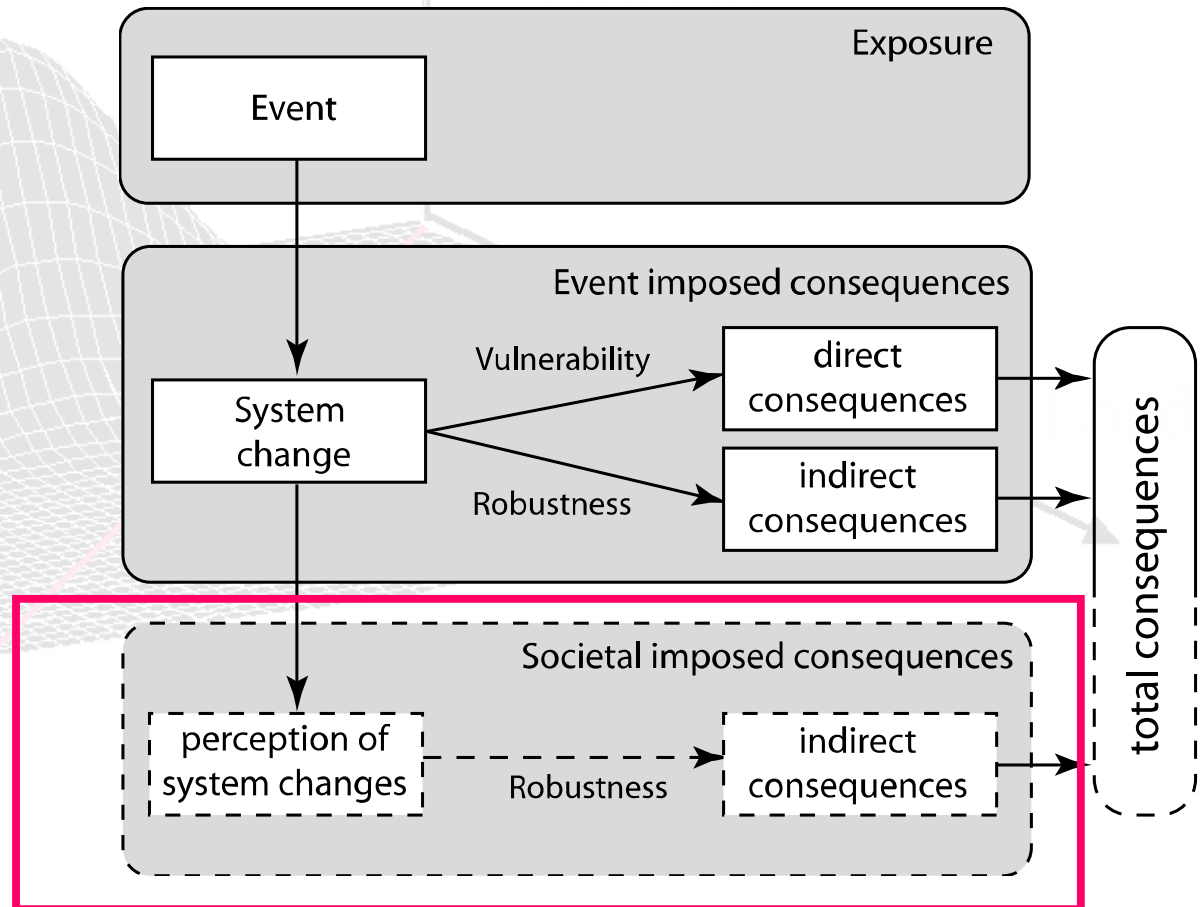 Exposure
Event
Event imposed consequences
Vulnerability
direct
consequences
System
change
Robustness
indirect
consequences
total consequences
Societal imposed consequences
perception of
system changes
Robustness
indirect
consequences